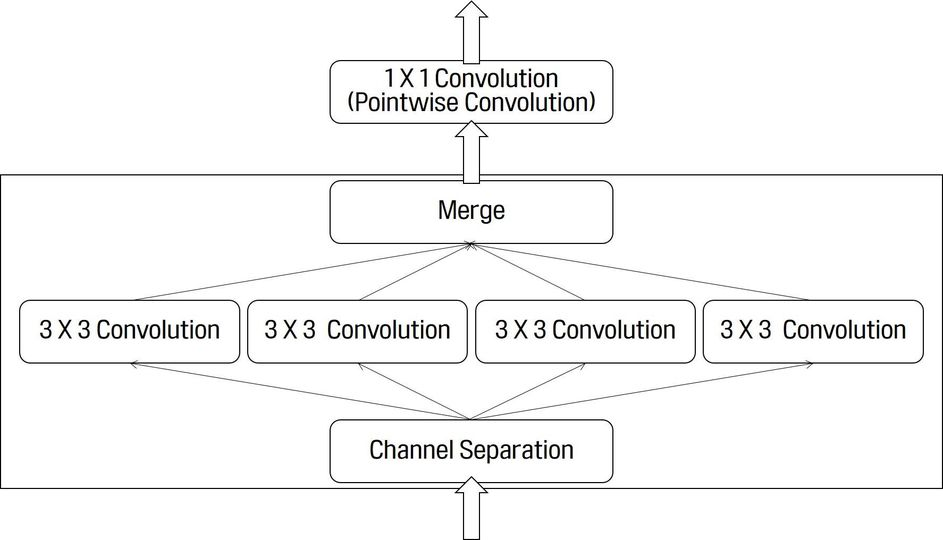 1 X 1 Convolution
(Pointwise Convolution)
Merge
3 X 3 Convolution
3 X 3 Convolution
3 X 3 Convolution
3 X 3 Convolution
Channel Separation